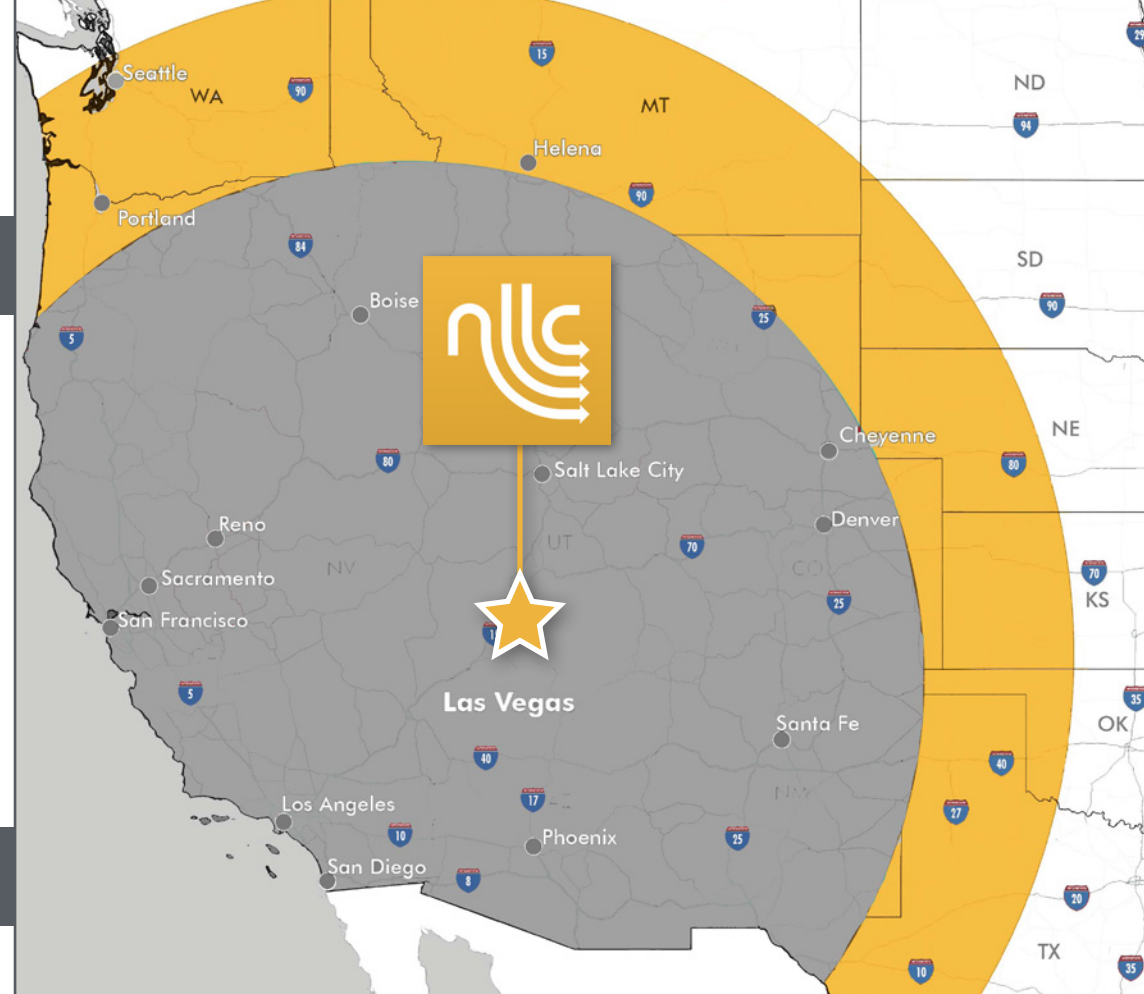 15
29
Seattle
ND
WA
90
MT
94
Helena
90
Portland
84
SD
Boise
90
25
5
nllc
NE
Cheyenne
80
80
Salt Lake City
Reno
Denver
UT
70
NV
CO
70
Sacramento
25
KS
San Francisco
5
35
Las Vegas
Santa Fe
OK
40
40
NM
17
Los Angeles
27
10
25
Phoenix
San Diego
8
20
TX
10
35